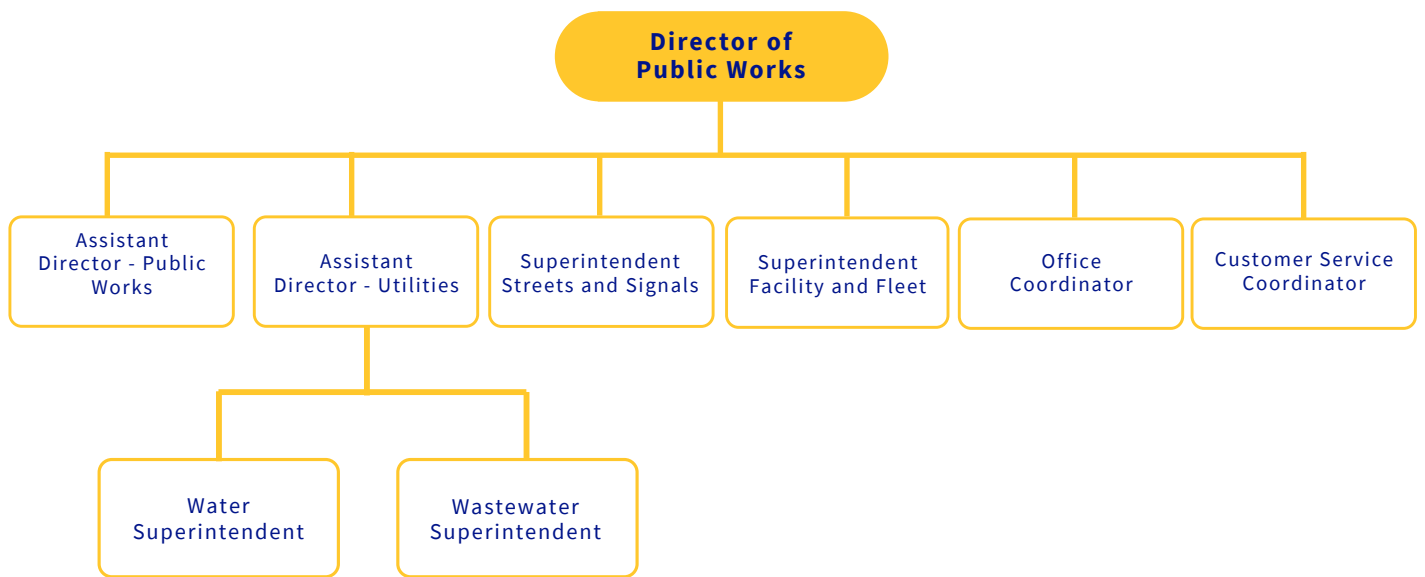 Director of
Public Works
Assistant
Director - Public
Works
Assistant
Director - Utilities
Superintendent
Streets and Signals
Superintendent
Facility and Fleet
Office
Coordinator
Customer Service
Coordinator
Water
Superintendent
Wastewater
Superintendent